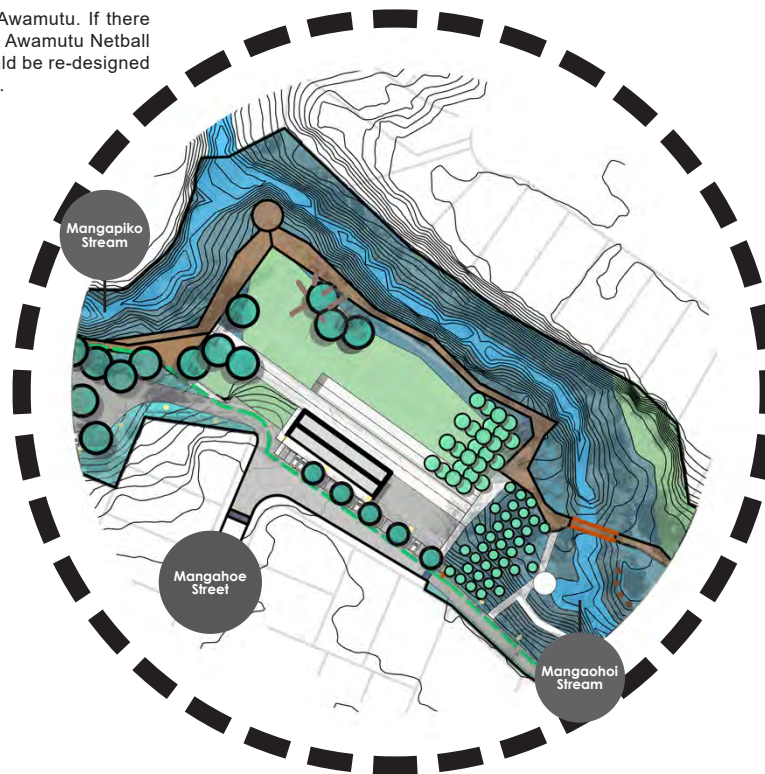 Awamutu. If there
Awamutu Netball
ld be re-designed
.
Mangapiko
Stream
Mangahoe
Street
Mangaohoi
Stream